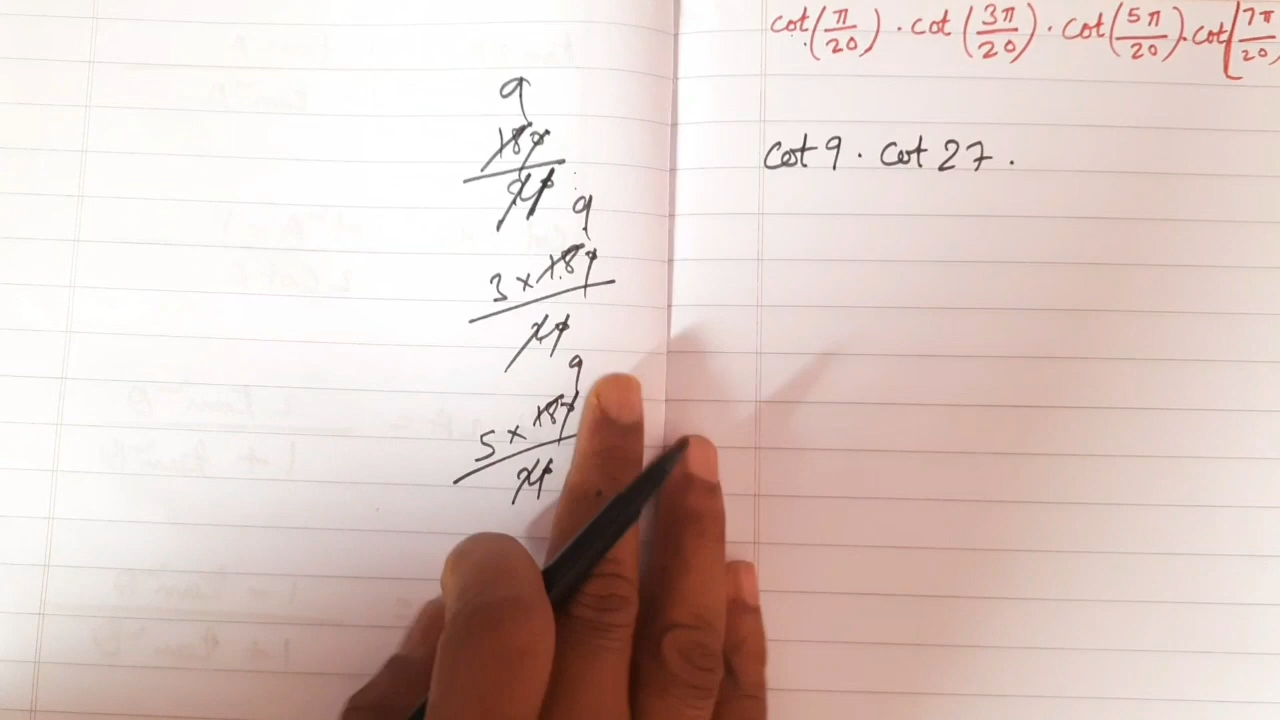 cot(π/20) · cot(3π/20) · cot(5π/20) · cot(7π/20)
cot 9 · cot 27 ·
9
180
20
9
3 × 180
20
9
5 × 180
20